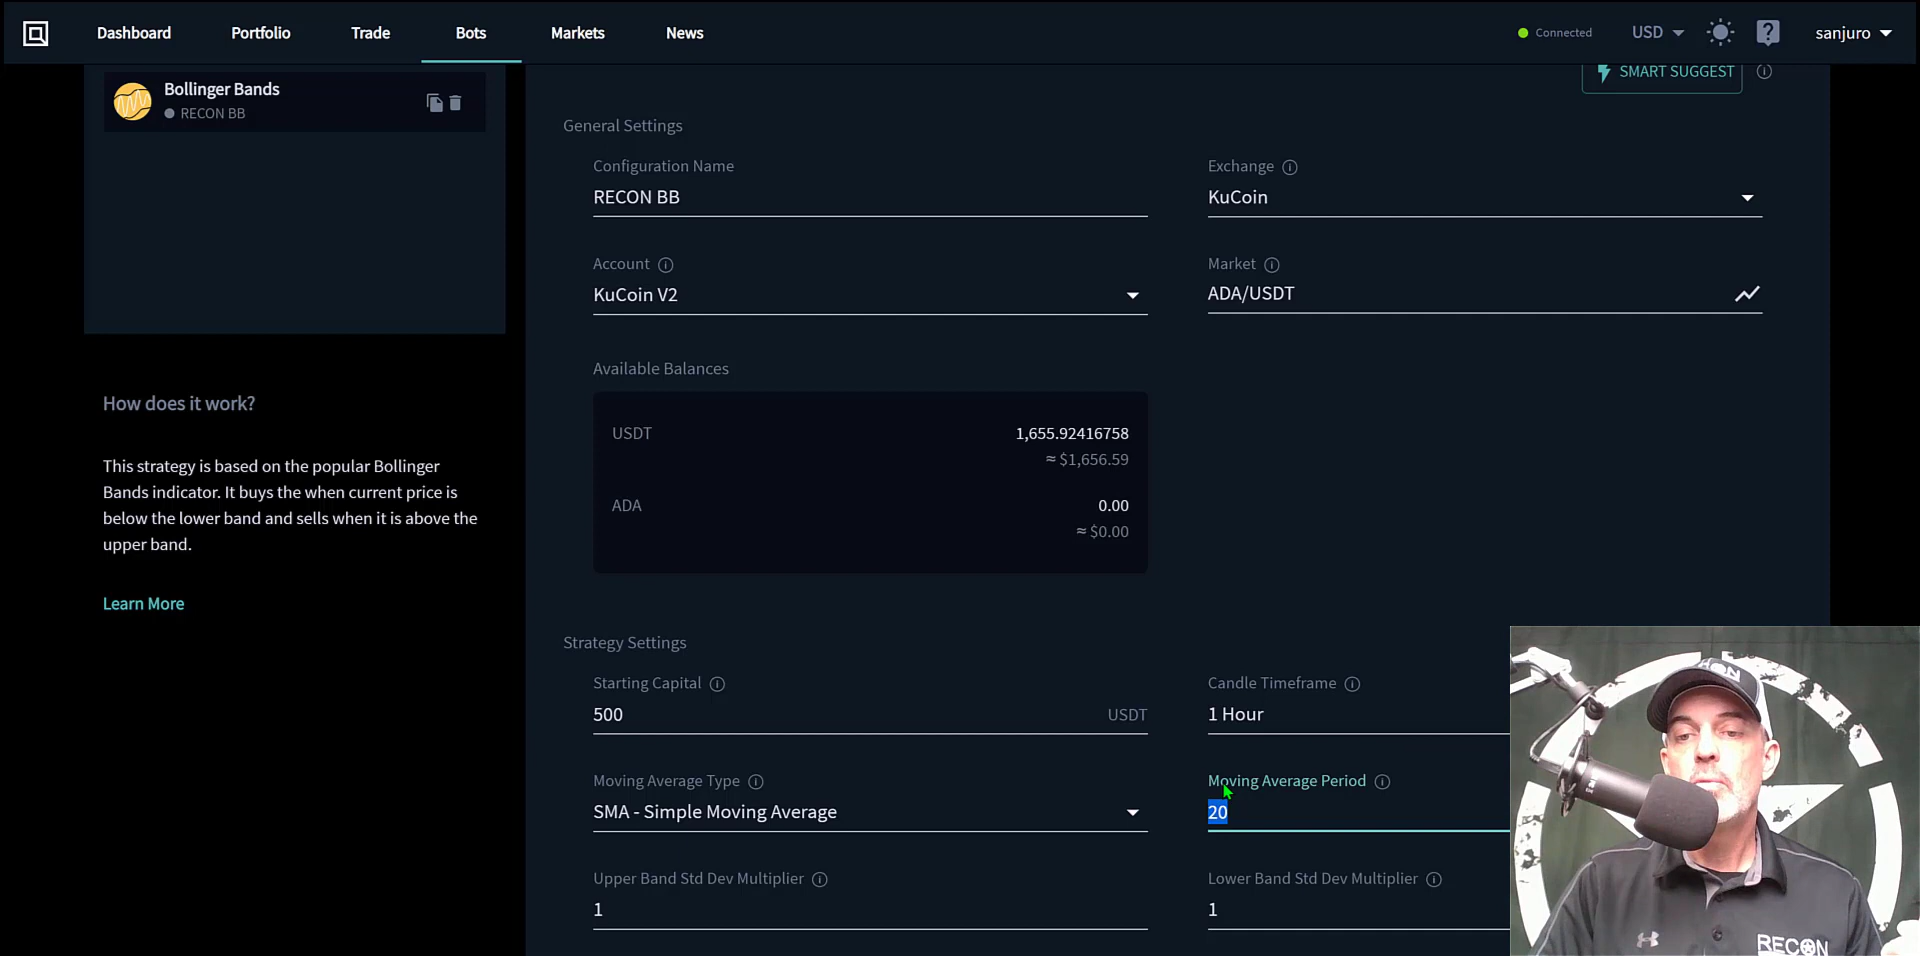 Dashboard
Portfolio
Trade
Bots
Markets
News
Connected
USD
sanjuro
Bollinger Bands
RECON BB
SMART SUGGEST
General Settings
Configuration Name
RECON BB
Exchange
KuCoin
Account
KuCoin V2
Market
ADA/USDT
Available Balances
USDT
1,655.92416758
≈ $1,656.59
ADA
0.00
≈ $0.00
How does it work?
This strategy is based on the popular Bollinger
Bands indicator. It buys the when current price is
below the lower band and sells when it is above the
upper band.
Learn More
Strategy Settings
Starting Capital
500
USDT
Candle Timeframe
1 Hour
Moving Average Type
SMA - Simple Moving Average
Moving Average Period
20
Upper Band Std Dev Multiplier
1
Lower Band Std Dev Multiplier
1
RECON